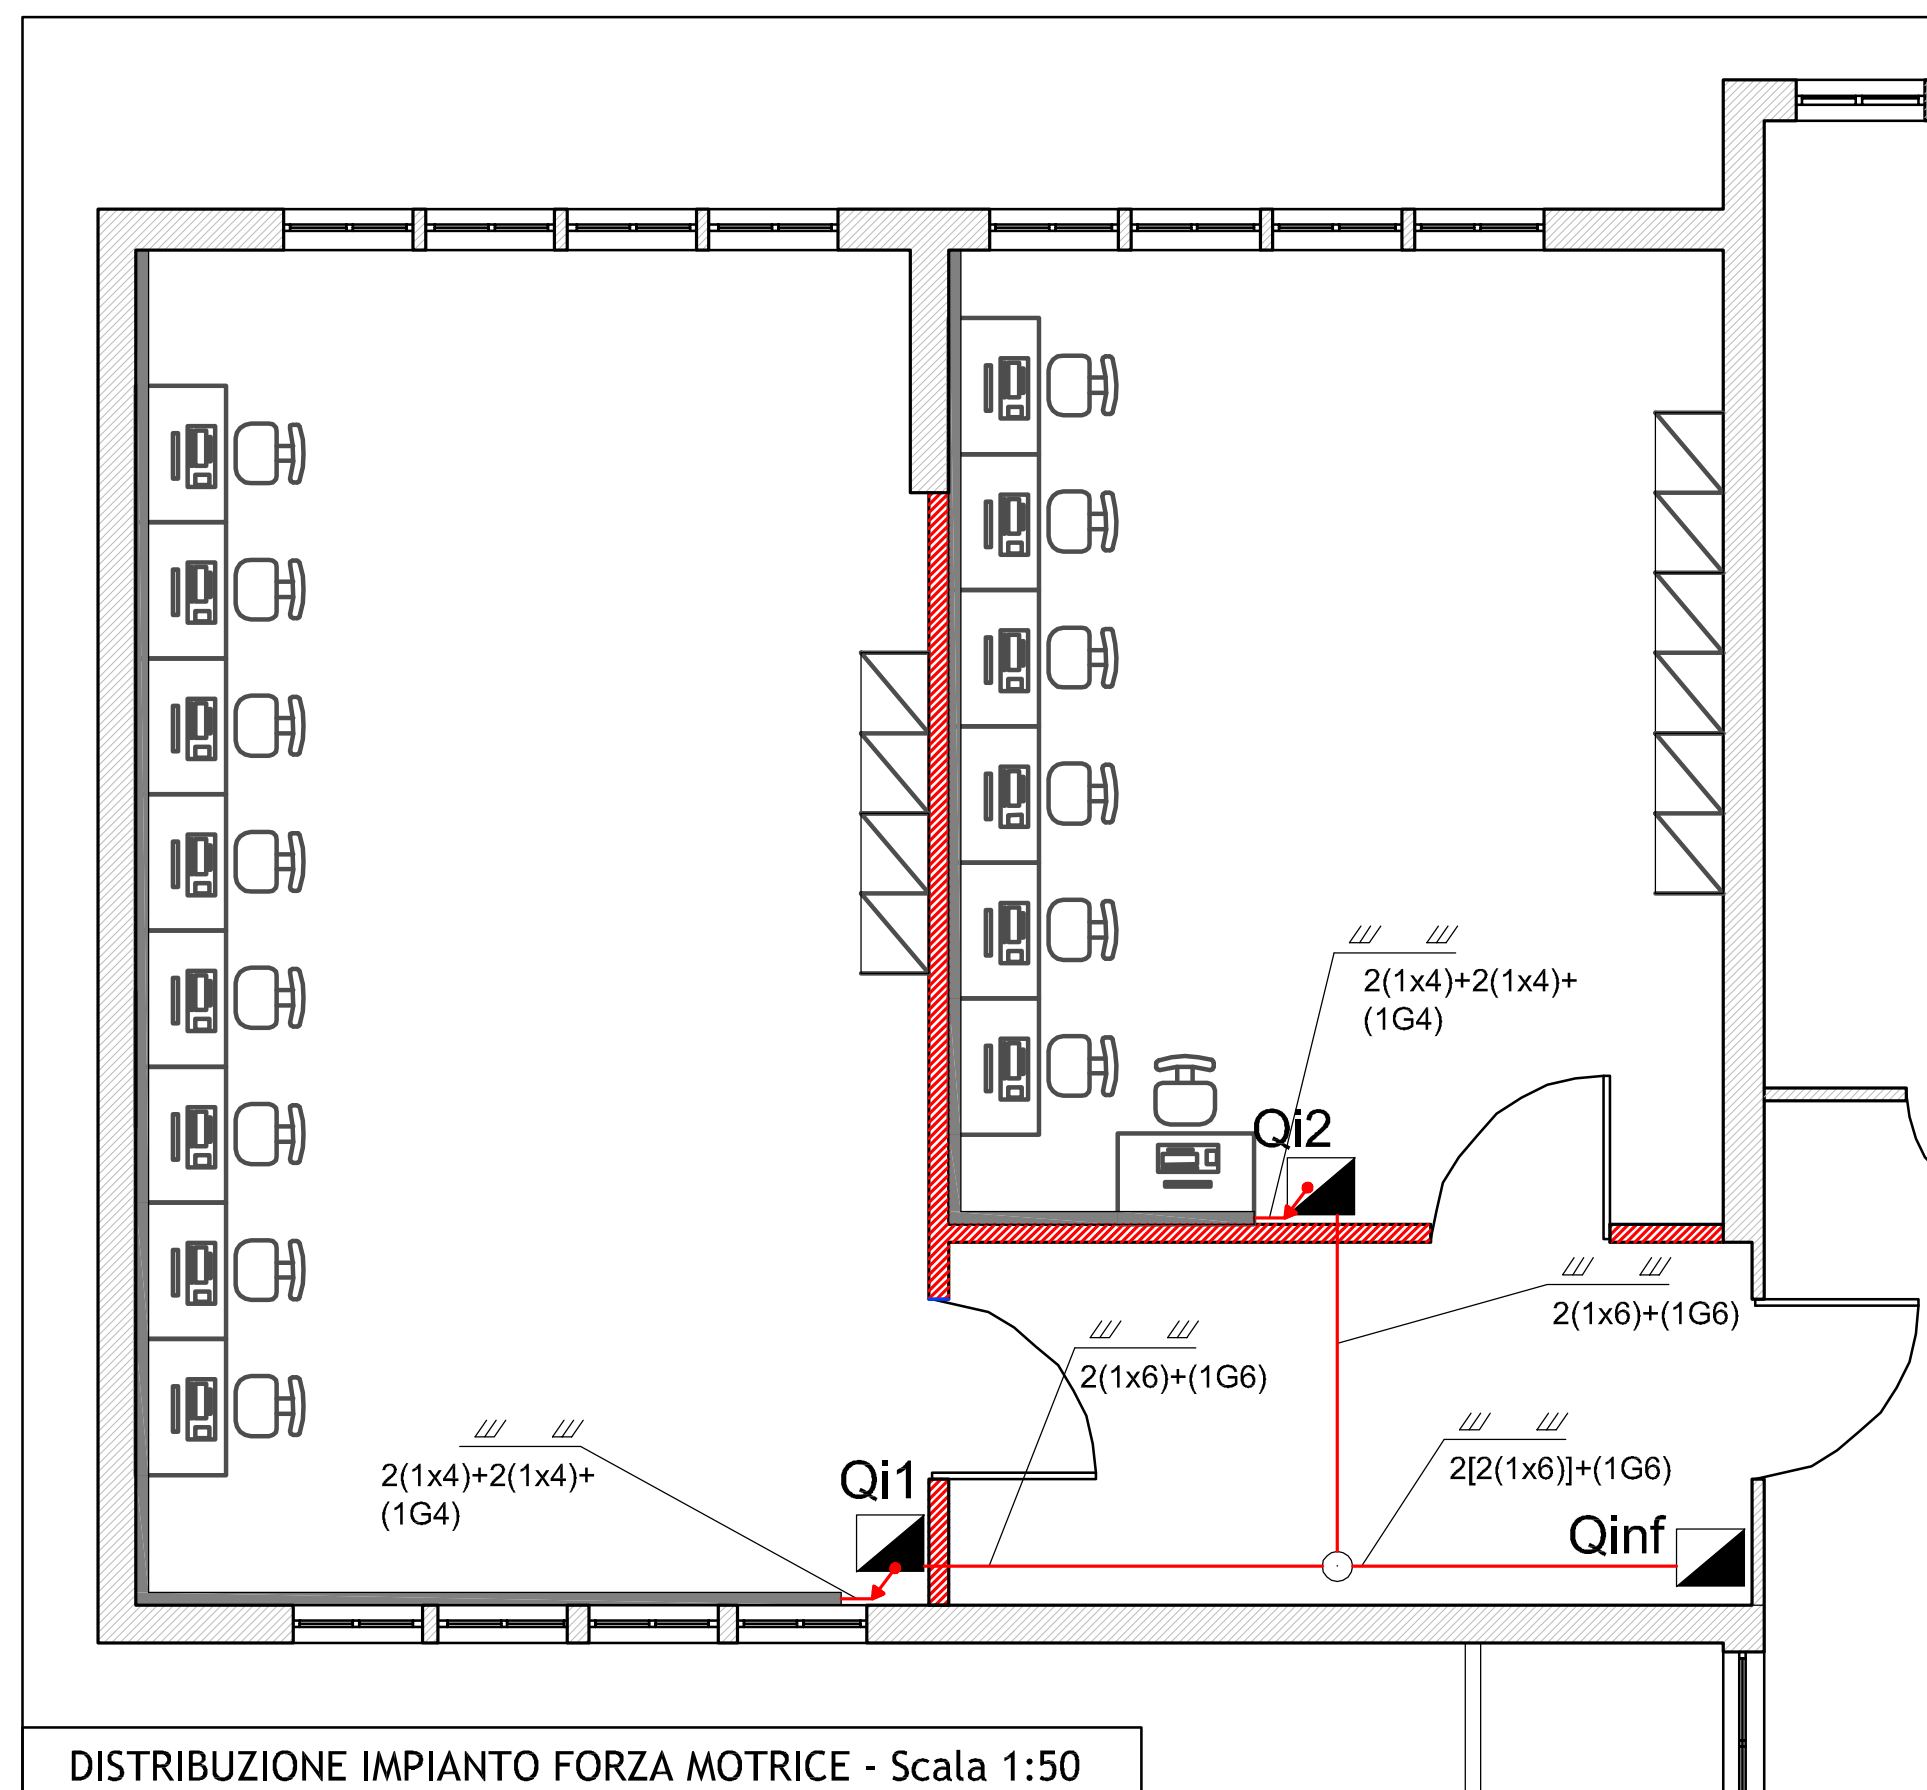 2(1x4)+2(1x4)+
(1G4)
Qi2
2(1x6)+(1G6)
2(1x6)+(1G6)
2[2(1x6)]+(1G6)
2(1x4)+2(1x4)+
(1G4)
Qi1
Qinf
DISTRIBUZIONE IMPIANTO FORZA MOTRICE - Scala 1:50